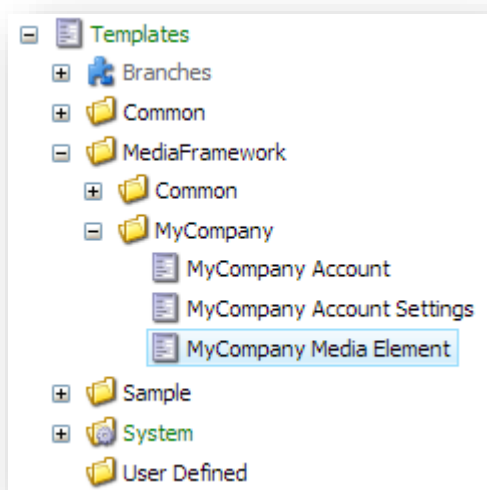 Templates
Branches
Common
MediaFramework
Common
MyCompany
MyCompany Account
MyCompany Account Settings
MyCompany Media Element
Sample
System
User Defined